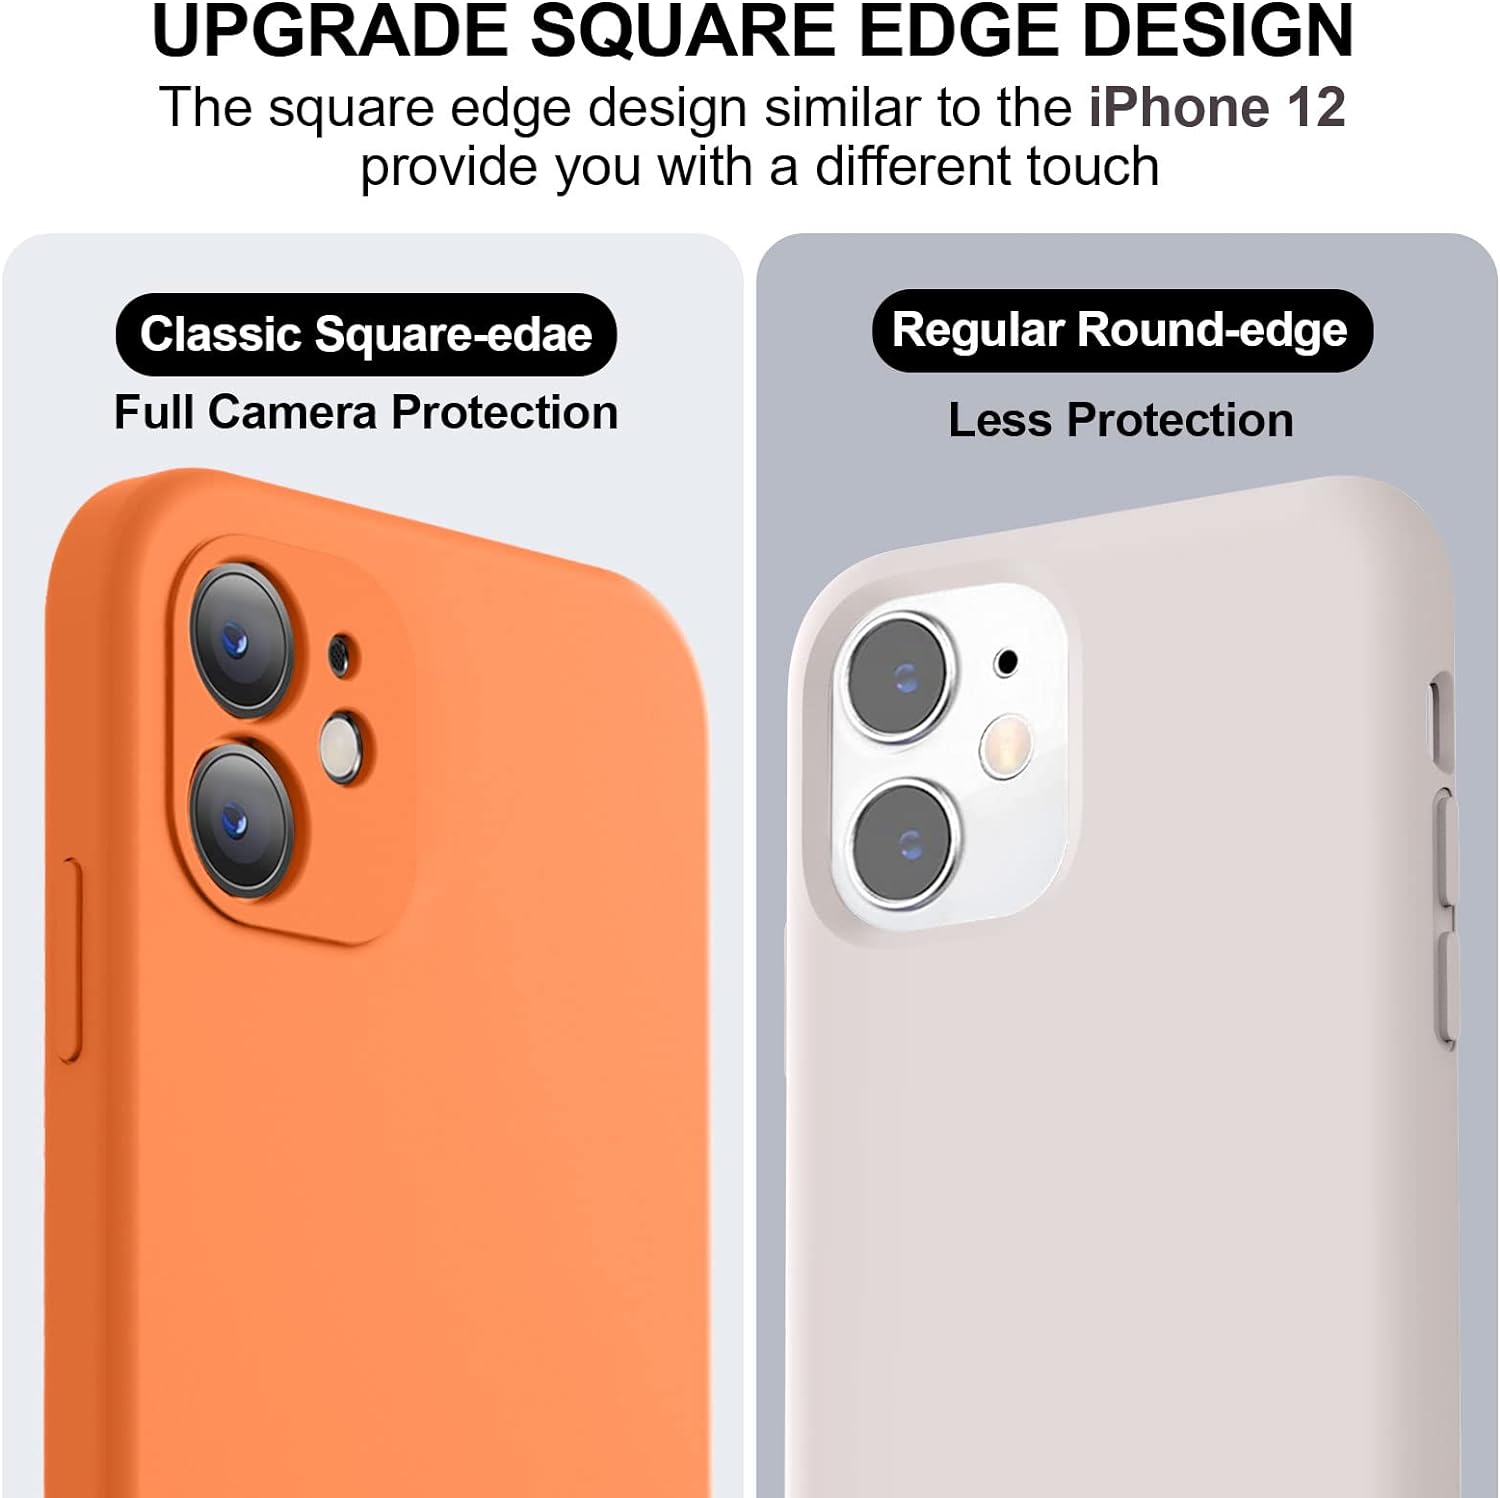 UPGRADE SQUARE EDGE DESIGN
The square edge design similar to the iPhone 12
provide you with a different touch
Classic Square-edae
Full Camera Protection
Regular Round-edge
Less Protection